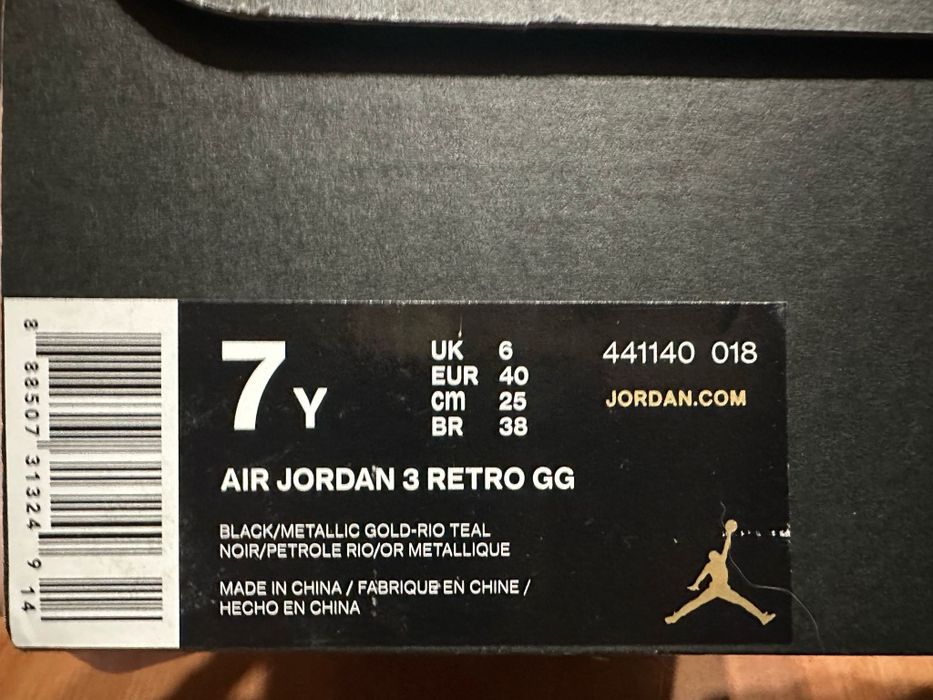 8 88507 31324 9 14
7Y
UK 6
EUR 40
cm 25
BR 38
441140 018
JORDAN.COM
AIR JORDAN 3 RETRO GG
BLACK/METALLIC GOLD-RIO TEAL
NOIR/PETROLE RIO/OR METALLIQUE
MADE IN CHINA / FABRIQUE EN CHINE /
HECHO EN CHINA